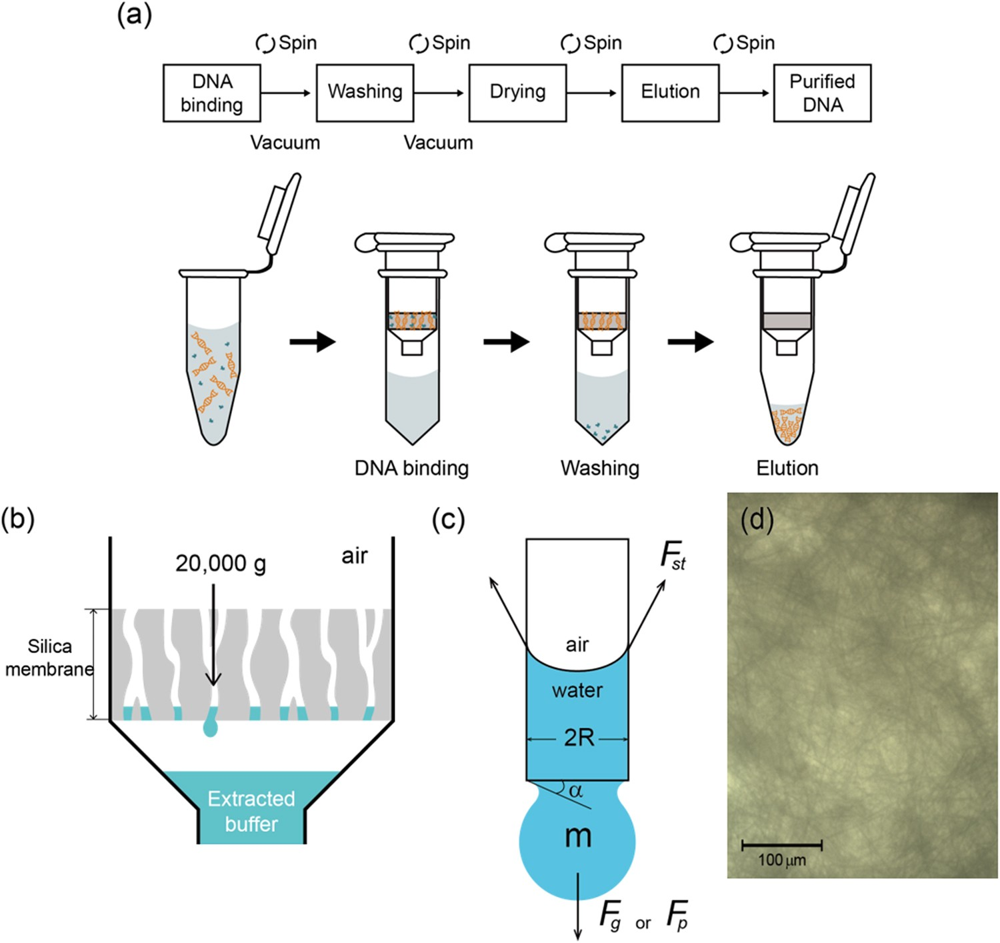 (a)
Spin
Spin
Spin
Spin
DNA
binding
Washing
Drying
Elution
Purified
DNA
Vacuum
Vacuum
DNA binding
Washing
Elution
(b)
20,000 g
air
Silica
membrane
Extracted
buffer
(c)
Fst
air
water
2R
α
m
Fg or Fp
(d)
100 μm